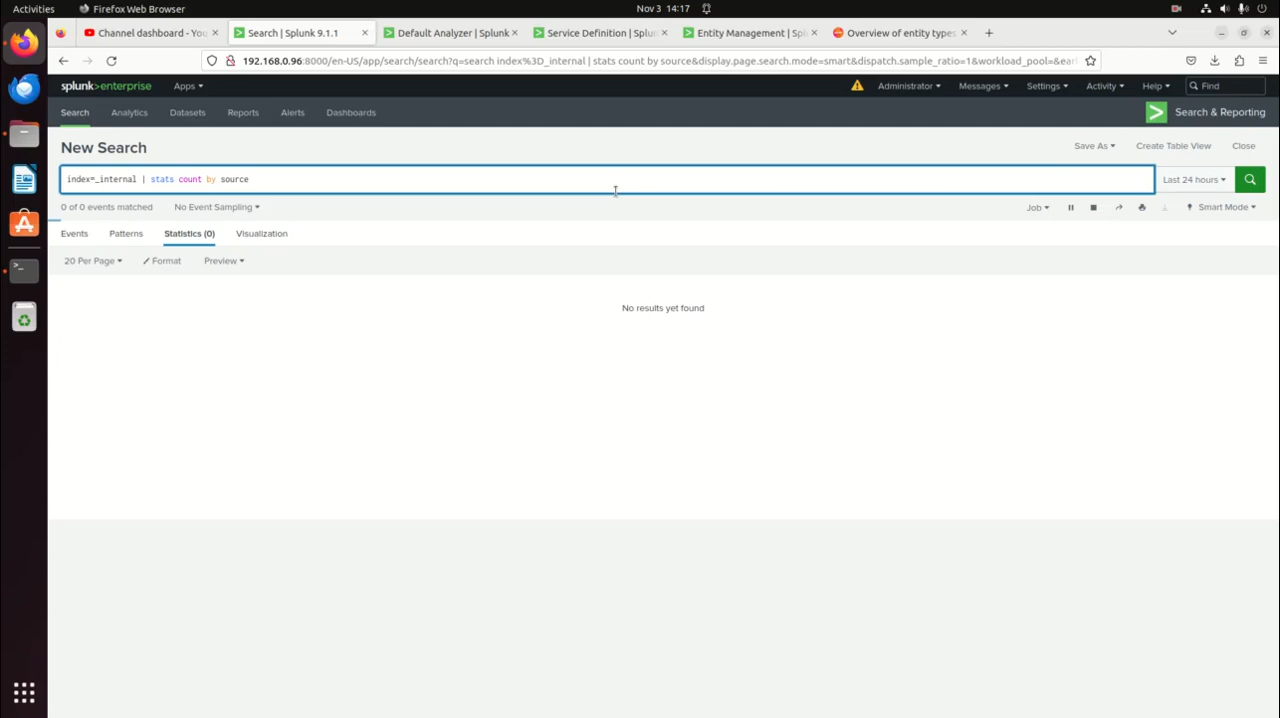 Activities
Firefox Web Browser
Nov 3 14:17
Channel dashboard - You
Search | Splunk 9.1.1
Default Analyzer | Splunk
Service Definition | Splun
Entity Management | Spl
Overview of entity types
192.168.0.96:8000/en-US/app/search/search?q=search index%3D_internal | stats count by source&display.page.search.mode=smart&dispatch.sample_ratio=1&workload_pool=&earl
splunk>enterprise
Apps
Administrator
Messages
Settings
Activity
Help
Find
Search
Analytics
Datasets
Reports
Alerts
Dashboards
Search & Reporting
New Search
Save As
Create Table View
Close
index=_internal | stats count by source
Last 24 hours
0 of 0 events matched
No Event Sampling
Job
Smart Mode
Events
Patterns
Statistics (0)
Visualization
20 Per Page
Format
Preview
No results yet found